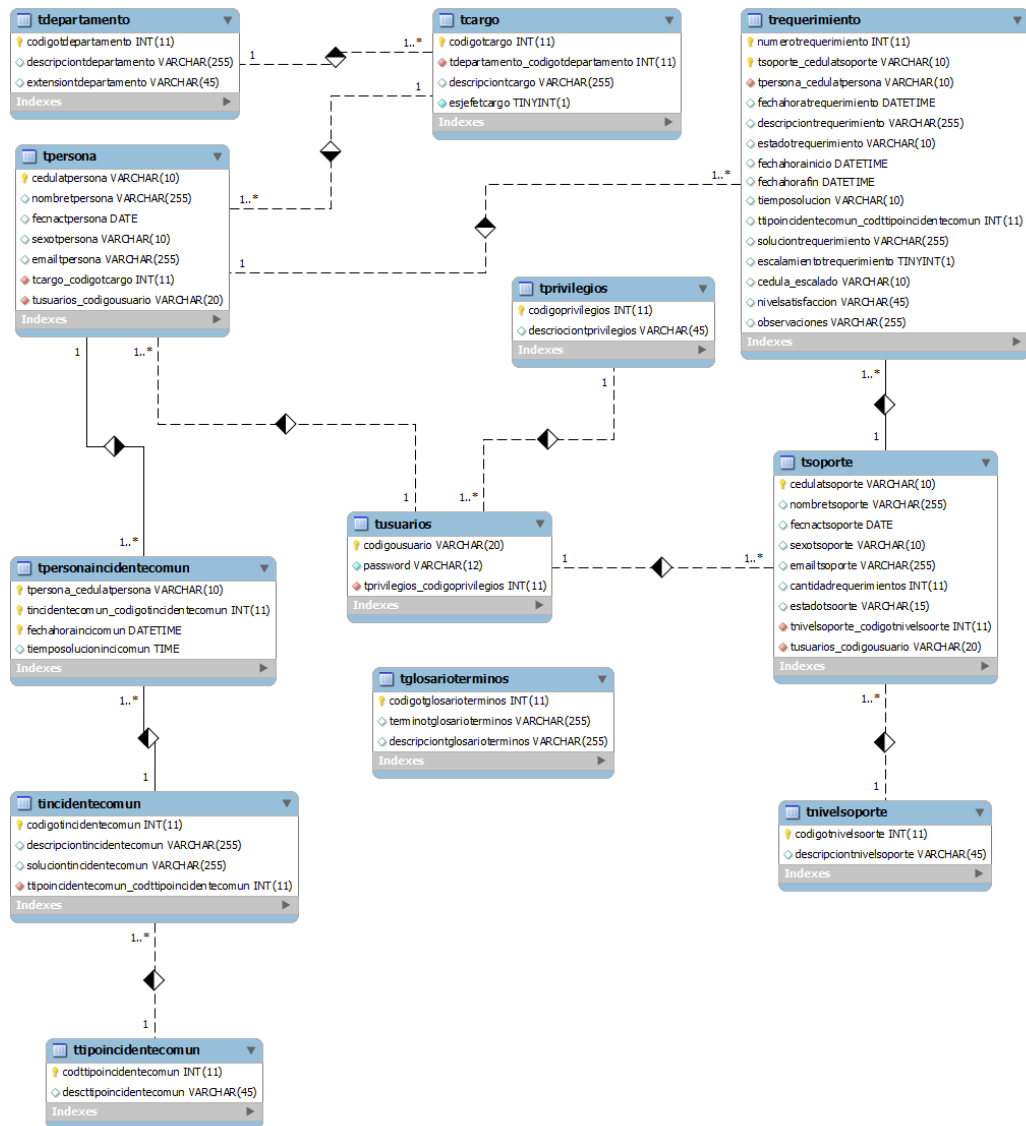 tdepartamento
codigotdepartamento INT(11)
descripciontdepartamento VARCHAR(255)
extensiontdepartamento VARCHAR(45)
Indexes
1
1..*
tcargo
codigotcargo INT(11)
tdepartamento_codigotdepartamento INT(11)
descripciontcargo VARCHAR(255)
esjefetcargo TINYINT(1)
Indexes
1
1..*
trequerimiento
numerotrequerimiento INT(11)
tsoporte_cedulatsoporte VARCHAR(10)
tpersona_cedulatpersona VARCHAR(10)
fechahoratrequerimiento DATETIME
descripciontrequerimiento VARCHAR(255)
estadotrequerimiento VARCHAR(10)
fechahorainicio DATETIME
fechahorafin DATETIME
tiemposolucion VARCHAR(10)
ttipoincidentecomun_codttipoincidentecomun INT(11)
soluciontrequerimiento VARCHAR(255)
escalamientotrequerimiento TINYINT(1)
cedula_escalado VARCHAR(10)
nivelsatisfaccion VARCHAR(45)
observaciones VARCHAR(255)
Indexes
1..*
1
tpersona
cedulatpersona VARCHAR(10)
nombretpersona VARCHAR(255)
fecnactpersona DATE
sexotpersona VARCHAR(10)
emailtpersona VARCHAR(255)
tcargo_codigotcargo INT(11)
tusuarios_codigousuario VARCHAR(20)
Indexes
1
1..*
tprivilegios
codigoprivilegios INT(11)
descriociontprivilegios VARCHAR(45)
Indexes
1
1..*
1..*
1
tsoporte
cedulatsoporte VARCHAR(10)
nombretsoporte VARCHAR(255)
fecnactsoporte DATE
sexotsoporte VARCHAR(10)
emailtsoporte VARCHAR(255)
cantidadrequerimientos INT(11)
estadotsoorte VARCHAR(15)
tnivelsoporte_codigotnivelsoorte INT(11)
tusuarios_codigousuario VARCHAR(20)
Indexes
1
tusuarios
codigousuario VARCHAR(20)
password VARCHAR(12)
tprivilegios_codigoprivilegios INT(11)
Indexes
1
1..*
1..*
tpersonaincidentecomun
tpersona_cedulatpersona VARCHAR(10)
tincidentecomun_codigotincidentecomun INT(11)
fechahoraincicomun DATETIME
tiemposolucionincicomun TIME
Indexes
1..*
1
tglosarioterminos
codigotglosarioterminos INT(11)
teminotglosarioterminos VARCHAR(255)
descripciontglosarioterminos VARCHAR(255)
Indexes
1..*
1
tnivelsoporte
codigotnivelsoorte INT(11)
descripciontnivelsoporte VARCHAR(45)
Indexes
tincidentecomun
codigotincidentecomun INT(11)
descripciontincidentecomun VARCHAR(255)
soluciontincidentecomun VARCHAR(255)
ttipoincidentecomun_codttipoincidentecomun INT(11)
Indexes
1..*
1
ttipoincidentecomun
codttipoincidentecomun INT(11)
descttipoincidentecomun VARCHAR(45)
Indexes